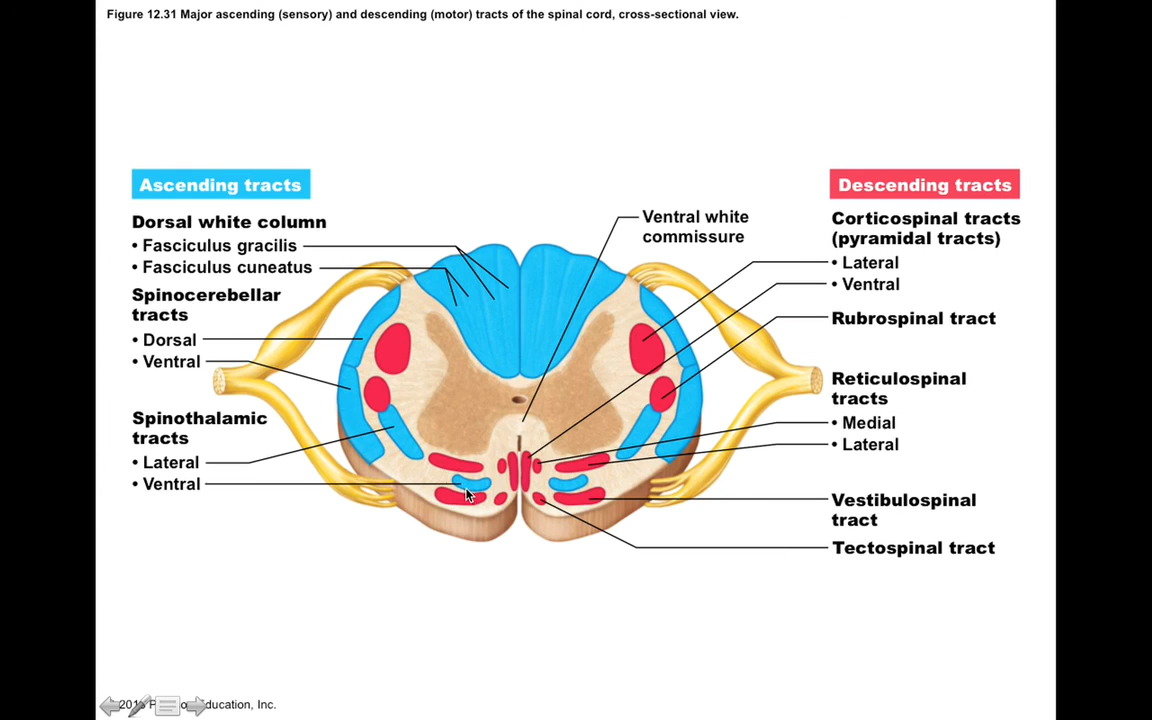 Figure 12.31 Major ascending (sensory) and descending (motor) tracts of the spinal cord, cross-sectional view.
Ascending tracts
Dorsal white column
• Fasciculus gracilis
• Fasciculus cuneatus
Spinocerebellar
tracts
• Dorsal
• Ventral
Spinothalamic
tracts
• Lateral
• Ventral
Ventral white
commissure
Descending tracts
Corticospinal tracts
(pyramidal tracts)
• Lateral
• Ventral
Rubrospinal tract
Reticulospinal
tracts
• Medial
• Lateral
Vestibulospinal
tract
Tectospinal tract
ducation, Inc.